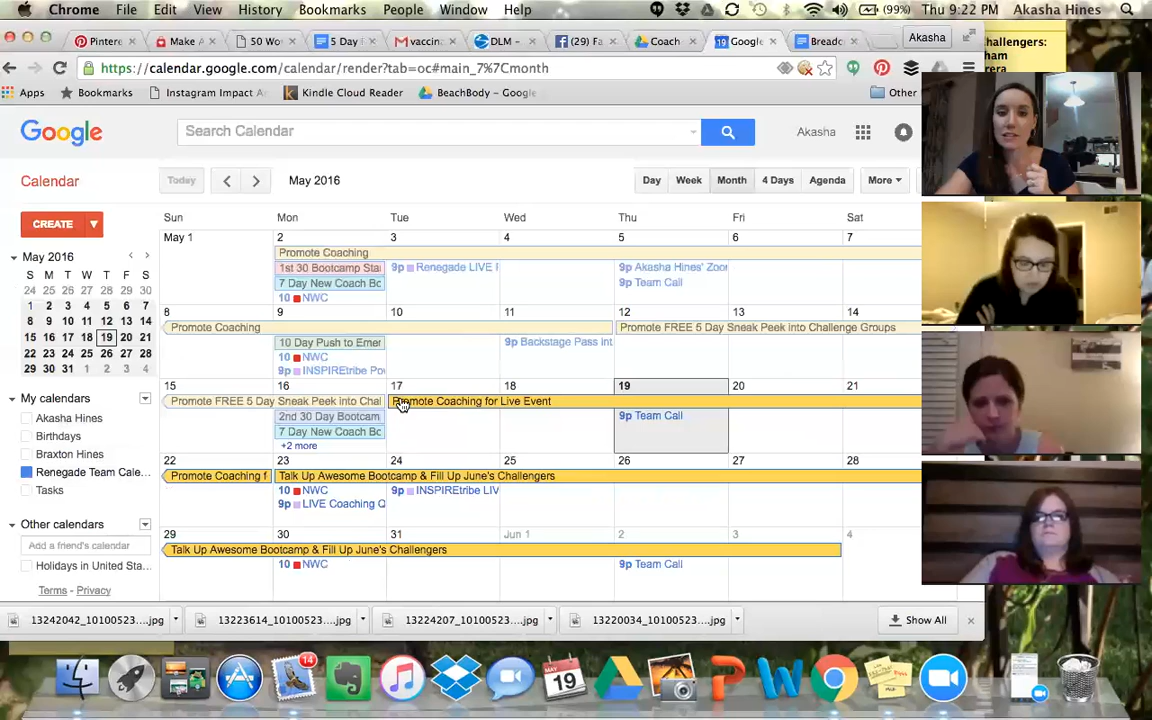 Chrome File Edit View History Bookmarks People Window Help (99%) Thu 9:22 PM Akasha Hines
Pintere Make A 50 Wo 5 Day I vaccin DLM – (29) Fa Coach Google Breado Akasha
https://calendar.google.com/calendar/render?tab=oc#main_7%7Cmonth
Apps Bookmarks Instagram Impact Kindle Cloud Reader BeachBody - Google Other
challengers:
Google Search Calendar Akasha
Calendar Today May 2016 Day Week Month 4 Days Agenda More
CREATE
Sun Mon Tue Wed Thu Fri Sat
May 1 2 3 4 5 6 7
Promote Coaching
1st 30 Bootcamp Sta 9p Renegade LIVE 9p Akasha Hines' Zoo
7 Day New Coach Bo 9p Team Call
10 NWC
8 9 10 11 12 13 14
Promote Coaching Promote FREE 5 Day Sneak Peek into Challenge Groups
10 Day Push to Emer 9p Backstage Pass int
10 NWC
9p INSPIREtribe Po
15 16 17 18 19 20 21
Promote FREE 5 Day Sneak Peek into Chal Promote Coaching for Live Event
2nd 30 Day Bootcam 9p Team Call
7 Day New Coach Bo
+2 more
22 23 24 25 26 27 28
Promote Coaching f Talk Up Awesome Bootcamp & Fill Up June's Challengers
10 NWC 9p INSPIREtribe LIV
9p LIVE Coaching Q
29 30 31 Jun 1 2 3 4
Talk Up Awesome Bootcamp & Fill Up June's Challengers
10 NWC 9p Team Call
May 2016
S M T W T F S
24 25 26 27 28 29 30
1 2 3 4 5 6 7
8 9 10 11 12 13 14
15 16 17 18 19 20 21
22 23 24 25 26 27 28
29 30 31 1 2 3 4
My calendars
Akasha Hines
Birthdays
Braxton Hines
Renegade Team Cale...
Tasks
Other calendars
Add a friend's calendar
Holidays in United Sta...
Terms - Privacy
13242042_10100523....jpg 13223614_10100523....jpg 13224207_10100523....jpg 13220034_10100523....jpg Show All
14
MAY
19